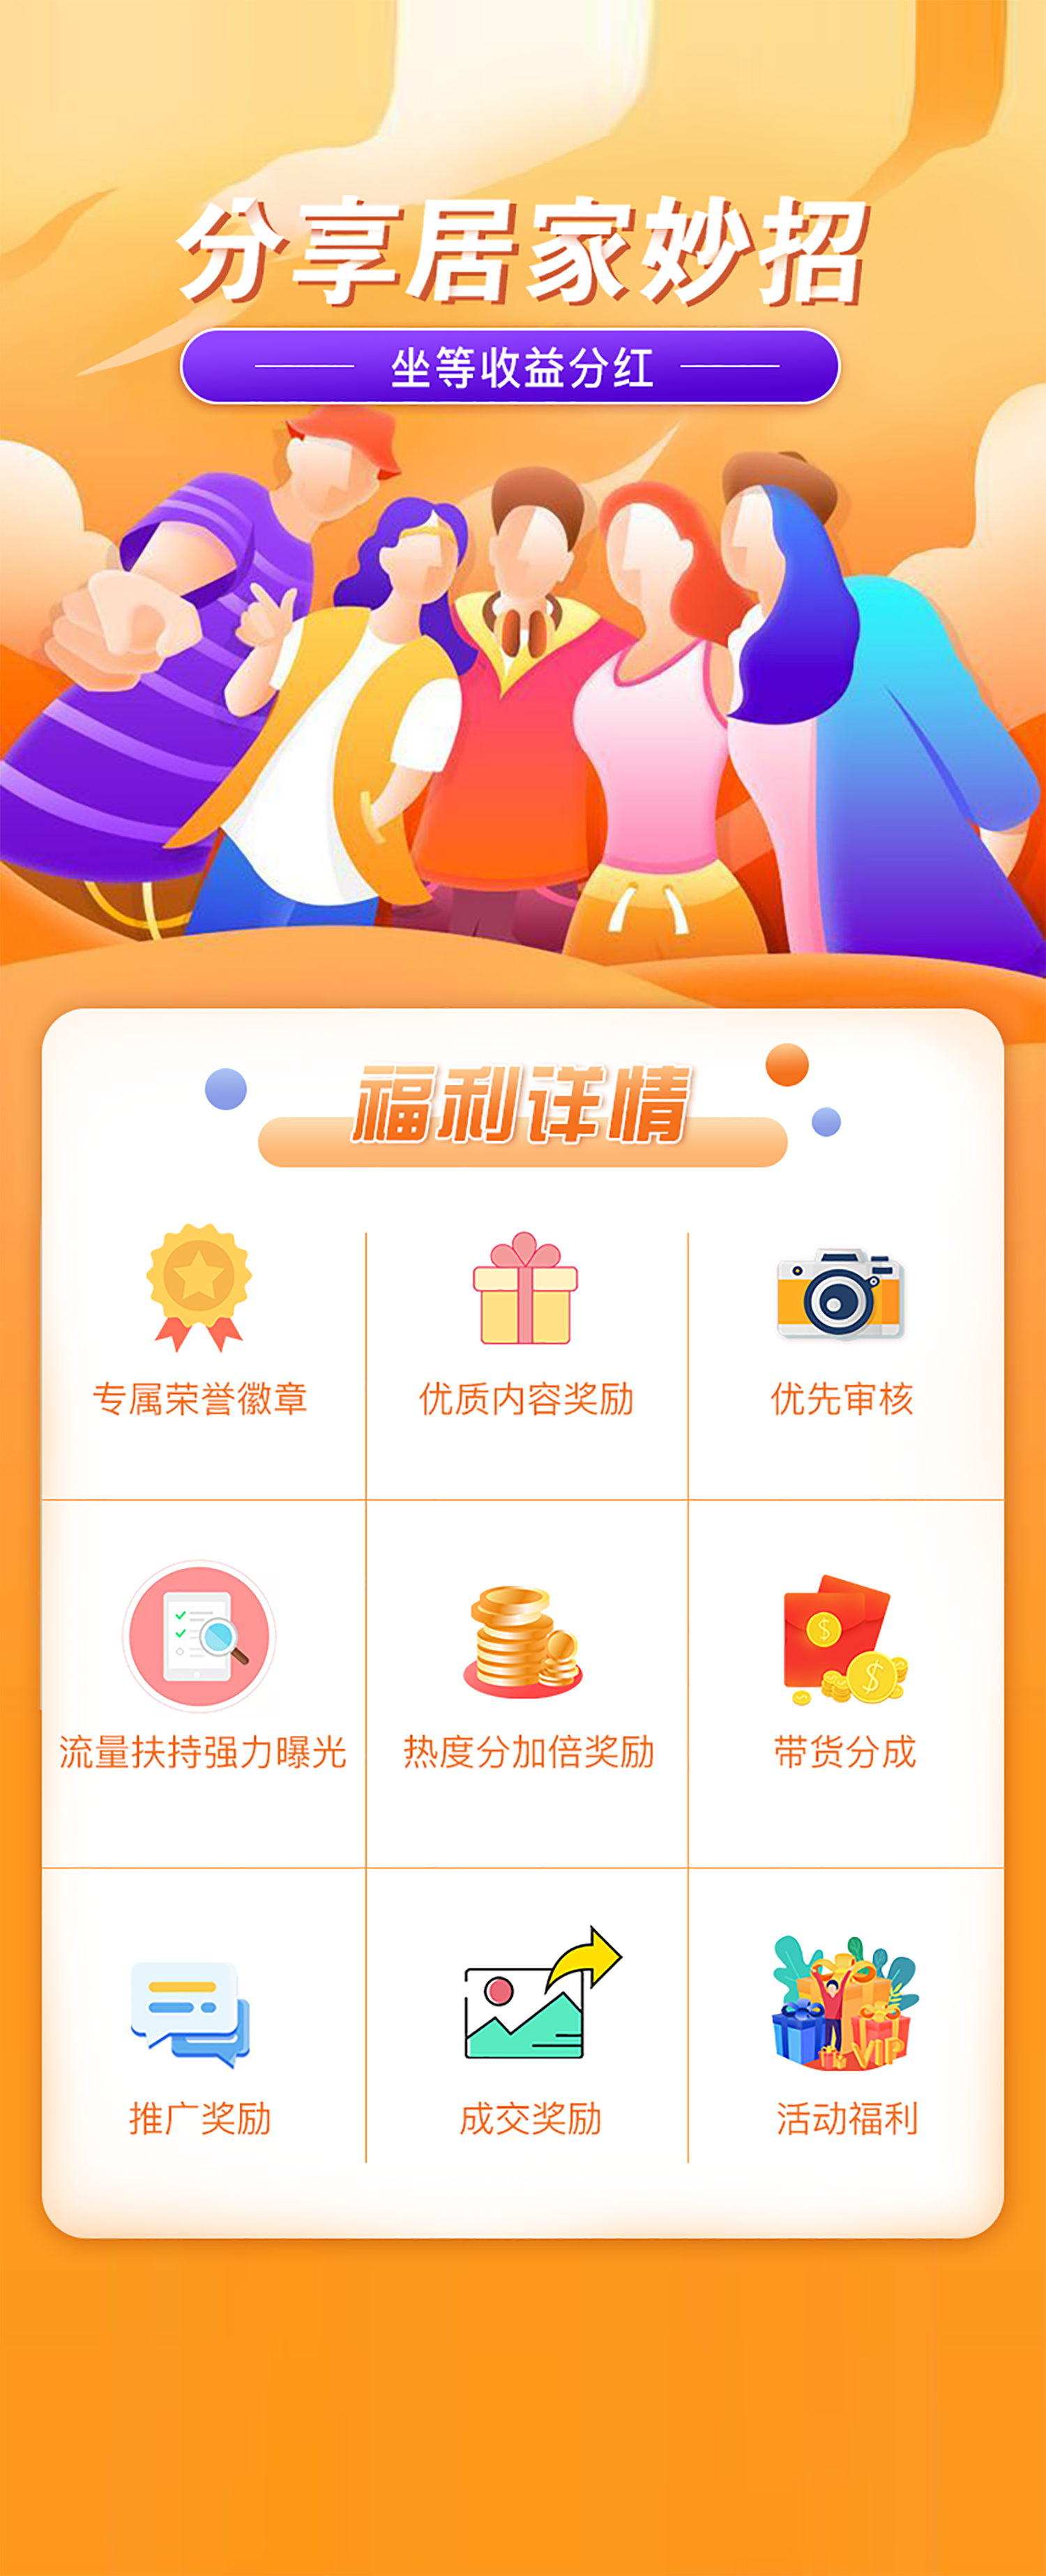 分享居家妙招
坐等收益分红
福利详情
专属荣誉徽章
优质内容奖励
优先审核
流量扶持强力曝光
热度分加倍奖励
带货分成
推广奖励
成交奖励
VIP
活动福利